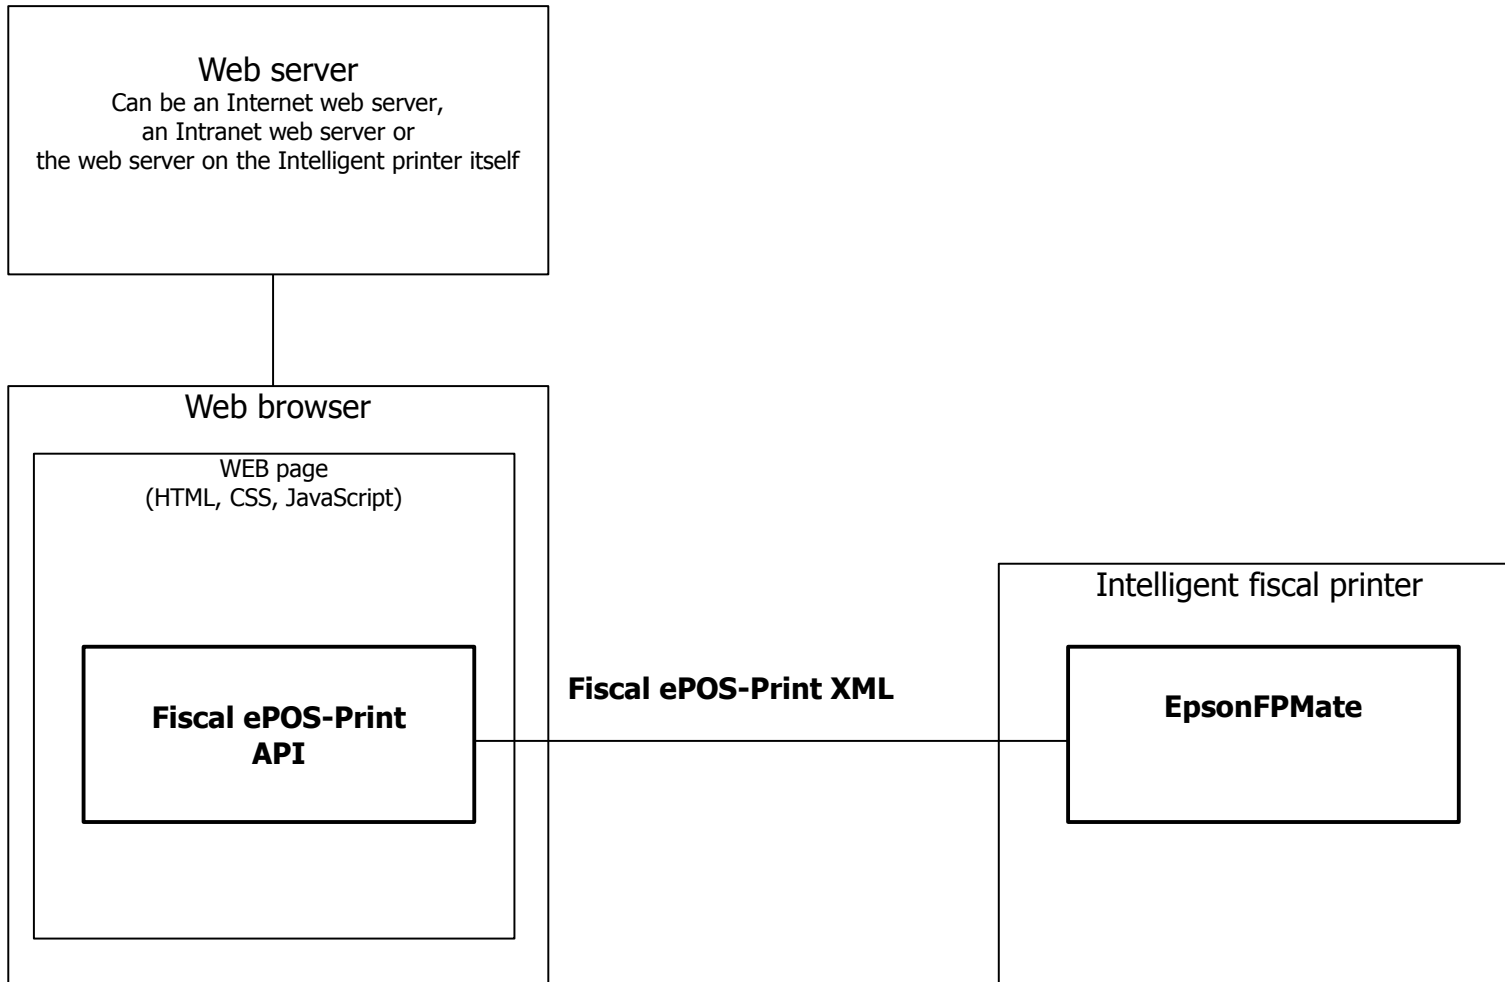 Web server
Can be an Internet web server,
an Intranet web server or
the web server on the Intelligent printer itself
Web browser
WEB page
(HTML, CSS, JavaScript)
Fiscal ePOS-Print
API
Fiscal ePOS-Print XML
Intelligent fiscal printer
EpsonFPMate